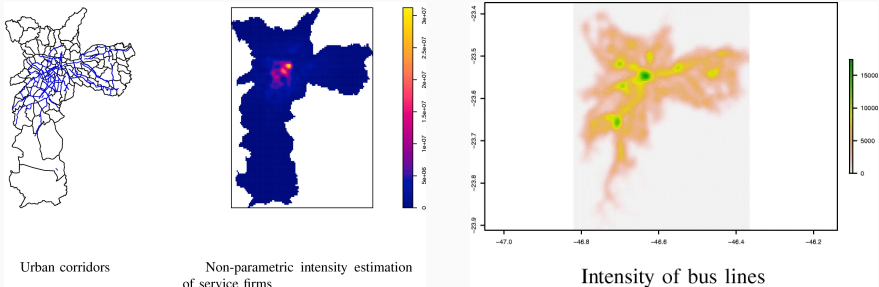 3e+07
2.5e+07
2e+07
1.5e+07
1e+07
5e+06
0
Urban corridors
Non-parametric intensity estimation
of service firms
-23.4
-23.5
-23.6
-23.7
-23.8
-23.9
-47.0
-46.8
-46.6
-46.4
-46.2
15000
10000
5000
0
Intensity of bus lines